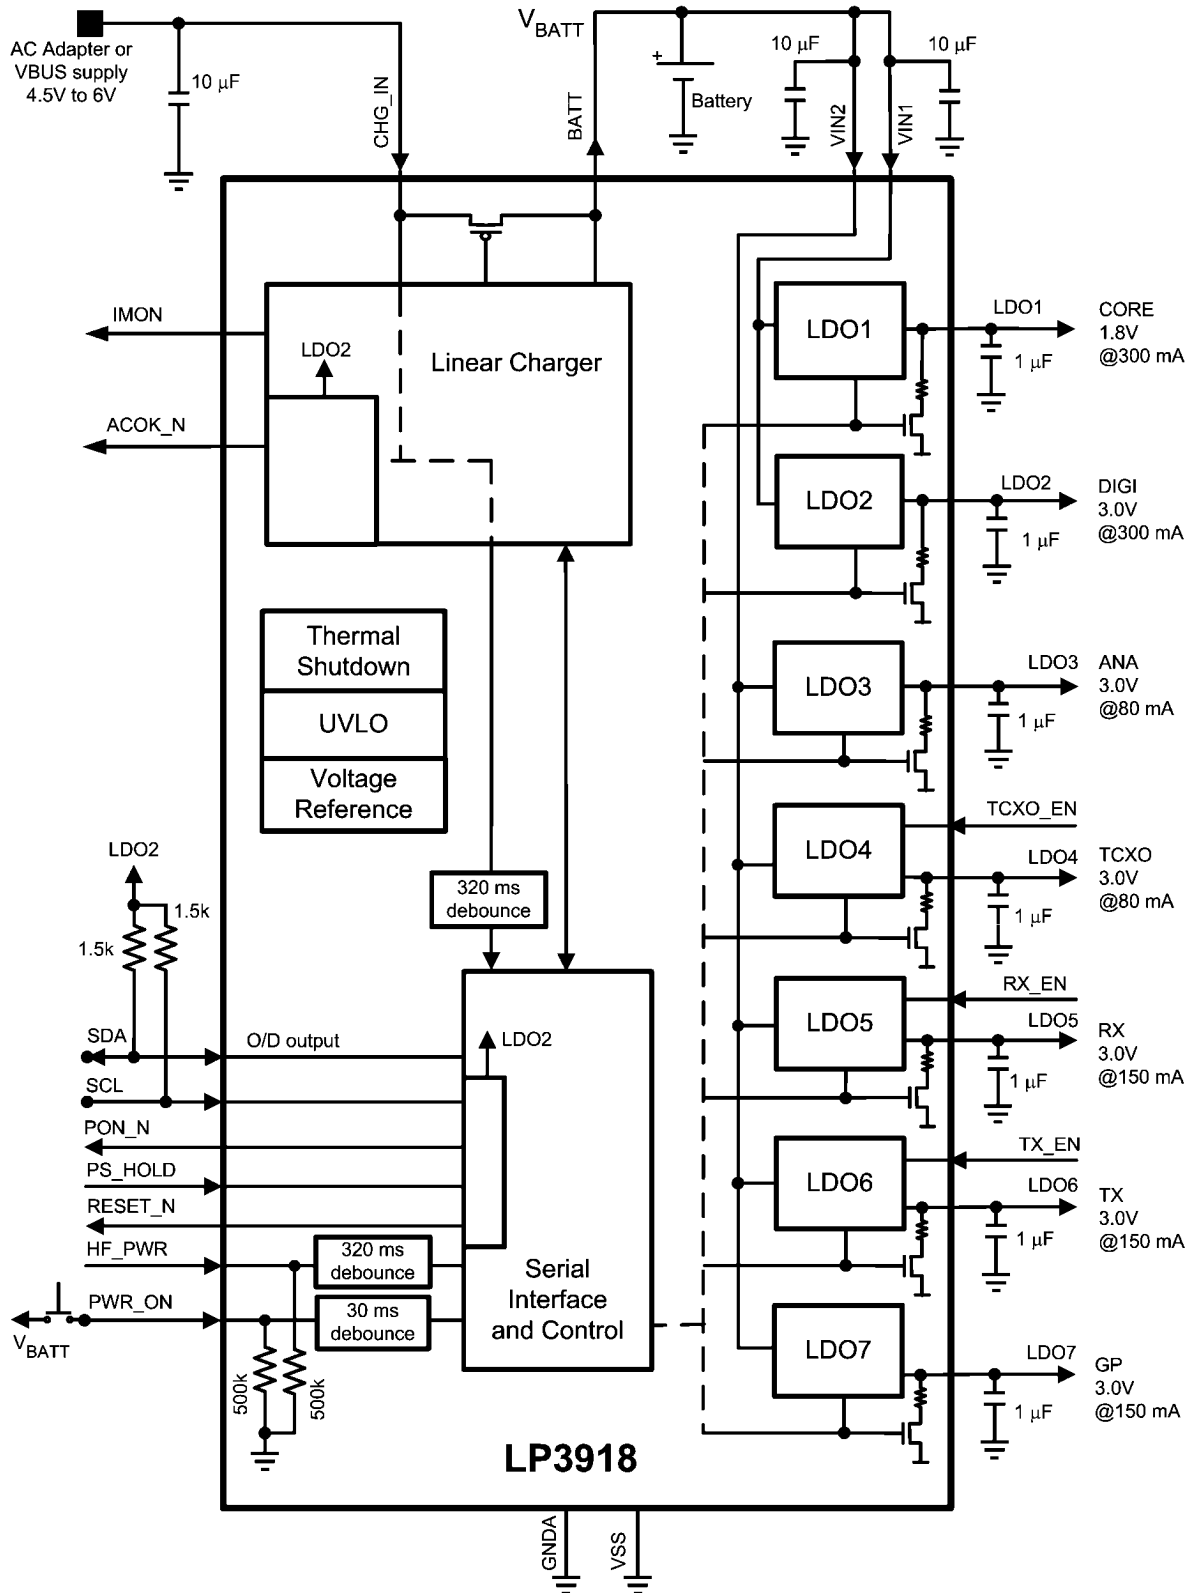 AC Adapter or
VBUS supply
4.5V to 6V
10 µF
CHG_IN
BATT
VBATT
+
Battery
10 µF
VIN2
VIN1
10 µF
IMON
LDO2
Linear Charger
ACOK_N
Thermal
Shutdown
UVLO
Voltage
Reference
320 ms
debounce
LDO2
1.5k
1.5k
SDA
O/D output
LDO2
SCL
PON_N
PS_HOLD
RESET_N
HF_PWR
320 ms
debounce
PWR_ON
30 ms
debounce
VBATT
500k
500k
Serial
Interface
and Control
LDO1
LDO1
1 µF
CORE
1.8V
@300 mA
LDO2
LDO2
1 µF
DIGI
3.0V
@300 mA
LDO3
LDO3
1 µF
ANA
3.0V
@80 mA
LDO4
TCXO_EN
LDO4
1 µF
TCXO
3.0V
@80 mA
LDO5
RX_EN
LDO5
1 µF
RX
3.0V
@150 mA
LDO6
TX_EN
LDO6
1 µF
TX
3.0V
@150 mA
LDO7
LDO7
1 µF
GP
3.0V
@150 mA
LP3918
GNDA
VSS